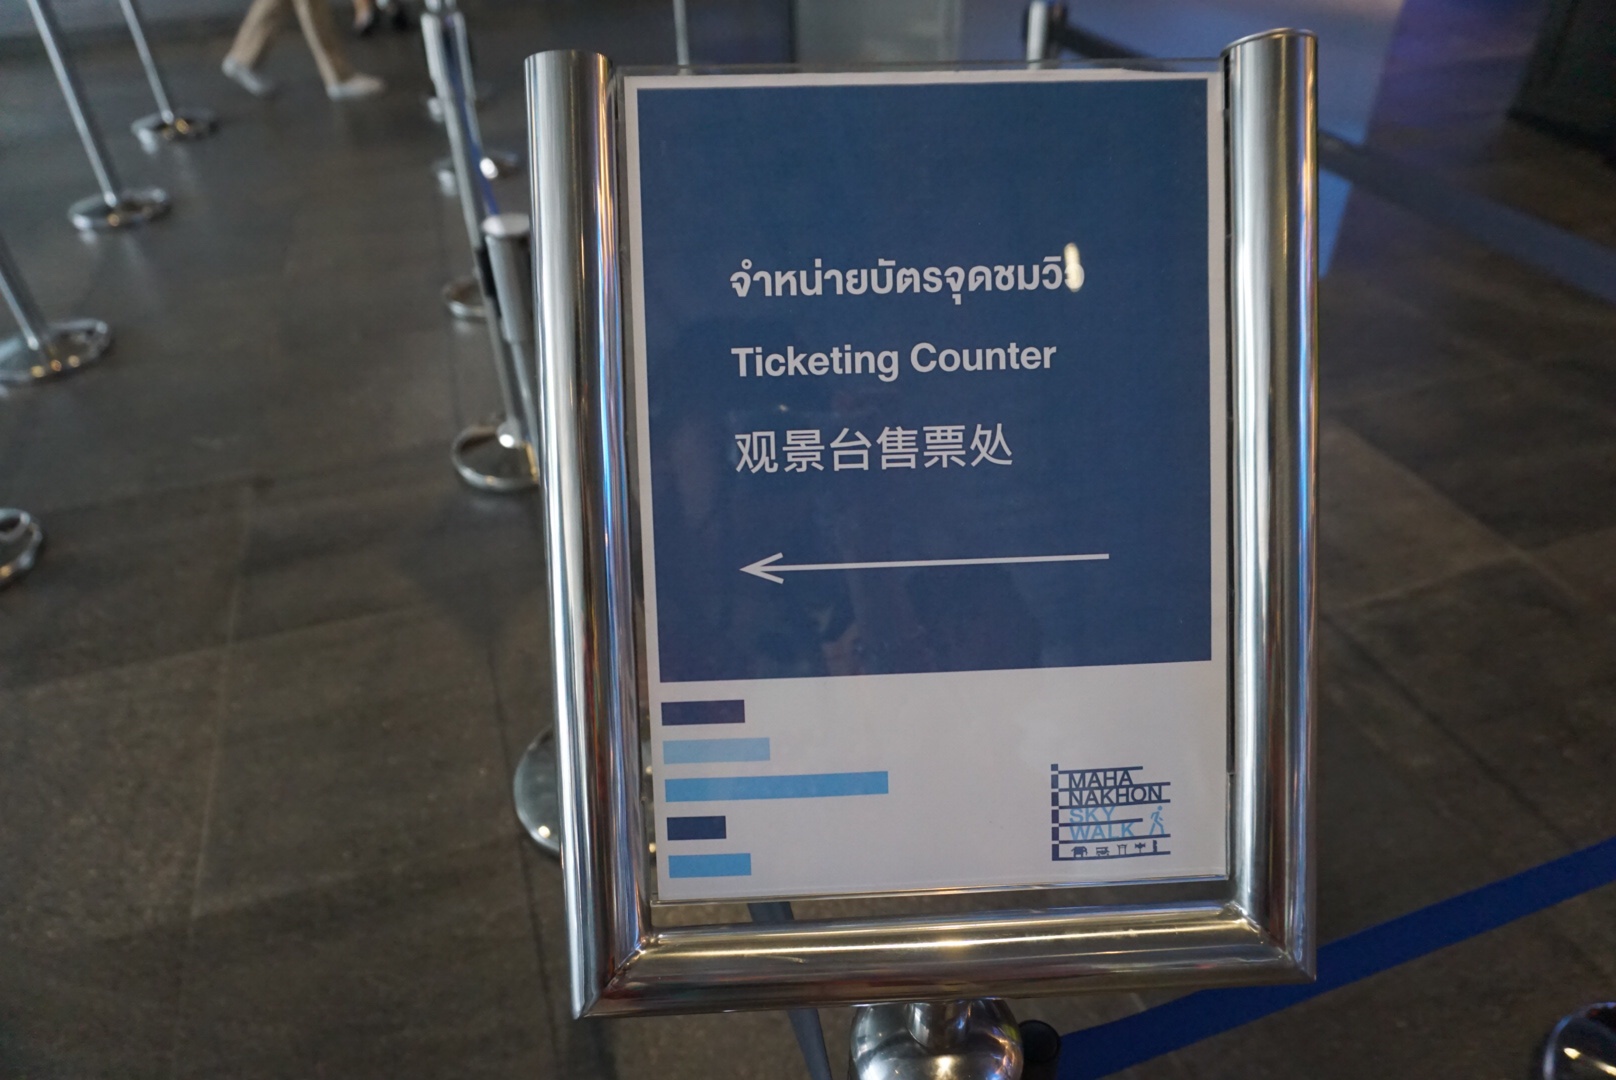 จำหน่ายบัตรจุดชมวิว
Ticketing Counter
观景台售票处
MAHA
NAKHON
SKY
WALK